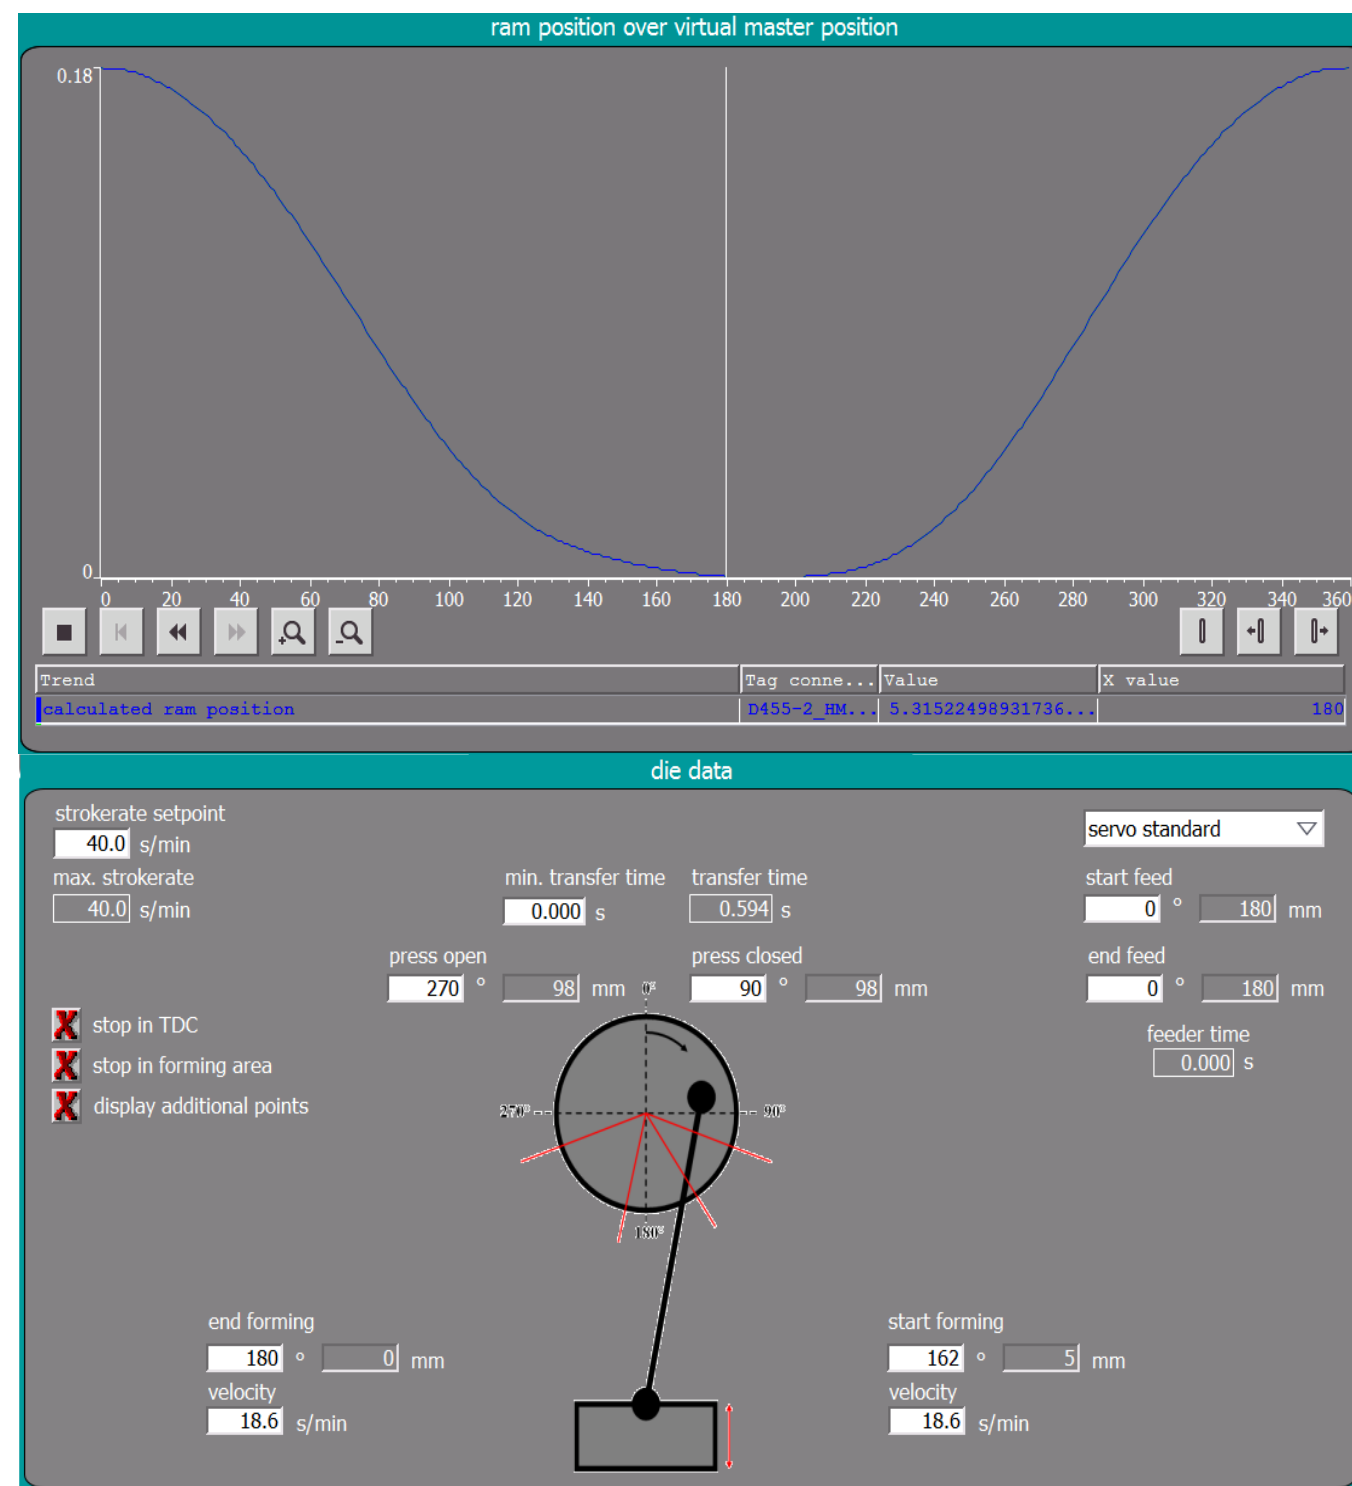 ram position over virtual master position
0.18
0
0 20 40 60 80 100 120 140 160 180 200 220 240 260 280 300 320 340 360
Trend Tag conne... Value X value
calculated ram position D455-2_HM... 5.31522498931736... 180
die data
strokerate setpoint
40.0 s/min
servo standard
max. strokerate min. transfer time transfer time start feed
40.0 s/min 0.000 s 0.594 s 0 ° 180 mm
press open press closed end feed
270 ° 98 mm 0° 90 ° 98 mm 0 ° 180 mm
stop in TDC
feeder time
stop in forming area 0.000 s
display additional points
270° 90°
180°
end forming start forming
180 ° 0 mm 162 ° 5 mm
velocity velocity
18.6 s/min 18.6 s/min